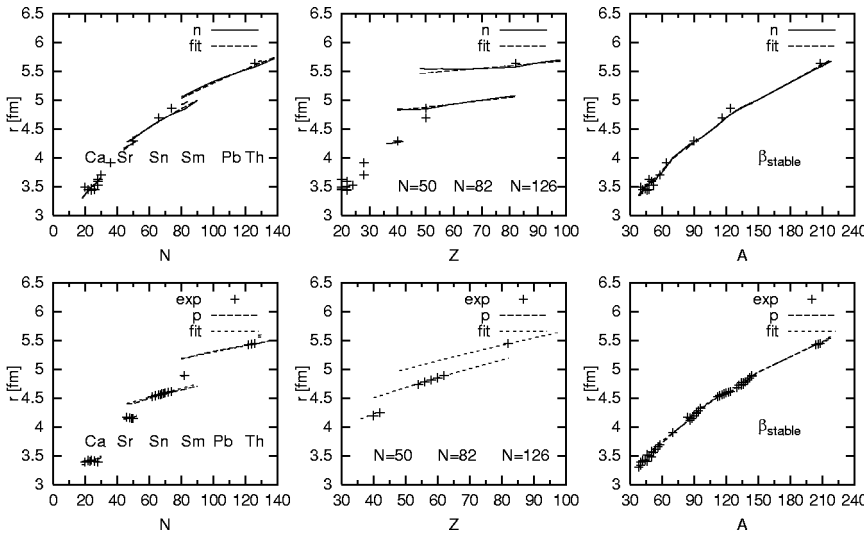 6.5
6
5.5
5
4.5
4
3.5
3
r [fm]
n
fit
Ca Sr Sn Sm Pb Th
0 20 40 60 80 100 120 140
N
6.5
6
5.5
5
4.5
4
3.5
3
r [fm]
n
fit
N=50 N=82 N=126
20 30 40 50 60 70 80 90 100
Z
6.5
6
5.5
5
4.5
4
3.5
3
r [fm]
n
fit
βstable
30 60 90 120 150 180 210 240
A
6.5
6
5.5
5
4.5
4
3.5
3
r [fm]
exp
p
fit
Ca Sr Sn Sm Pb Th
0 20 40 60 80 100 120 140
N
6.5
6
5.5
5
4.5
4
3.5
3
r [fm]
exp
p
fit
N=50 N=82 N=126
30 40 50 60 70 80 90 100
Z
6.5
6
5.5
5
4.5
4
3.5
3
r [fm]
exp
p
fit
βstable
30 60 90 120 150 180 210 240
A